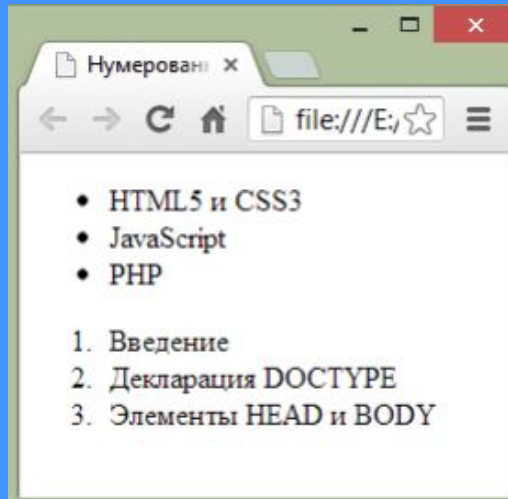 Нумерован
file:///E:/
• HTML5 и CSS3
• JavaScript
• PHP
1. Введение
2. Декларация DOCTYPE
3. Элементы HEAD и BODY